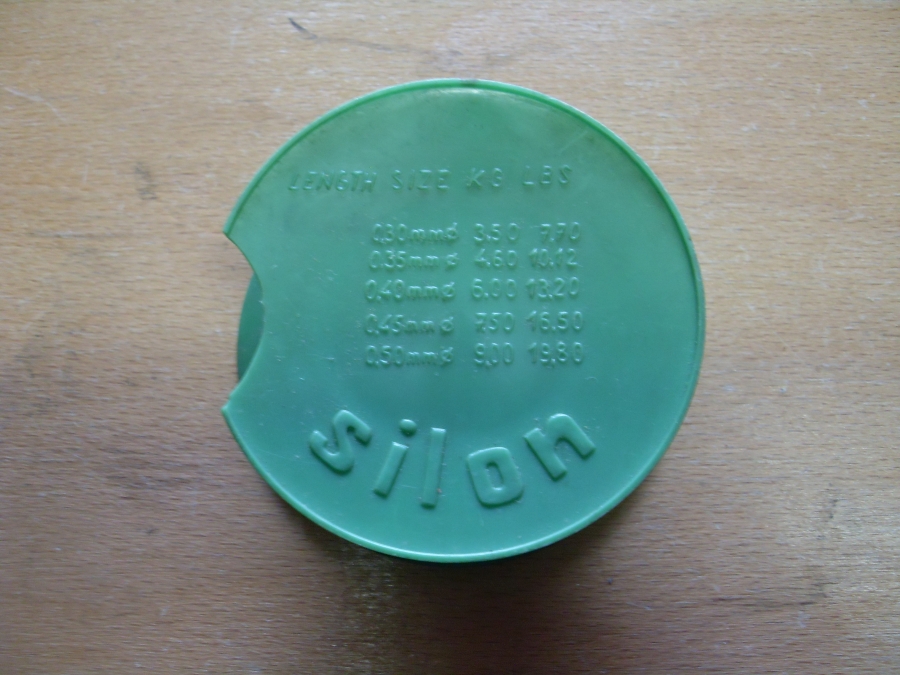 LENGTH SIZE KG LBS
0,30mmø 3.50 7,70
0,35mmø 4.60 10,12
0,40mmø 6,00 13,20
0,45mmø 7,50 16,50
0,50mmø 9,00 19,80
silon